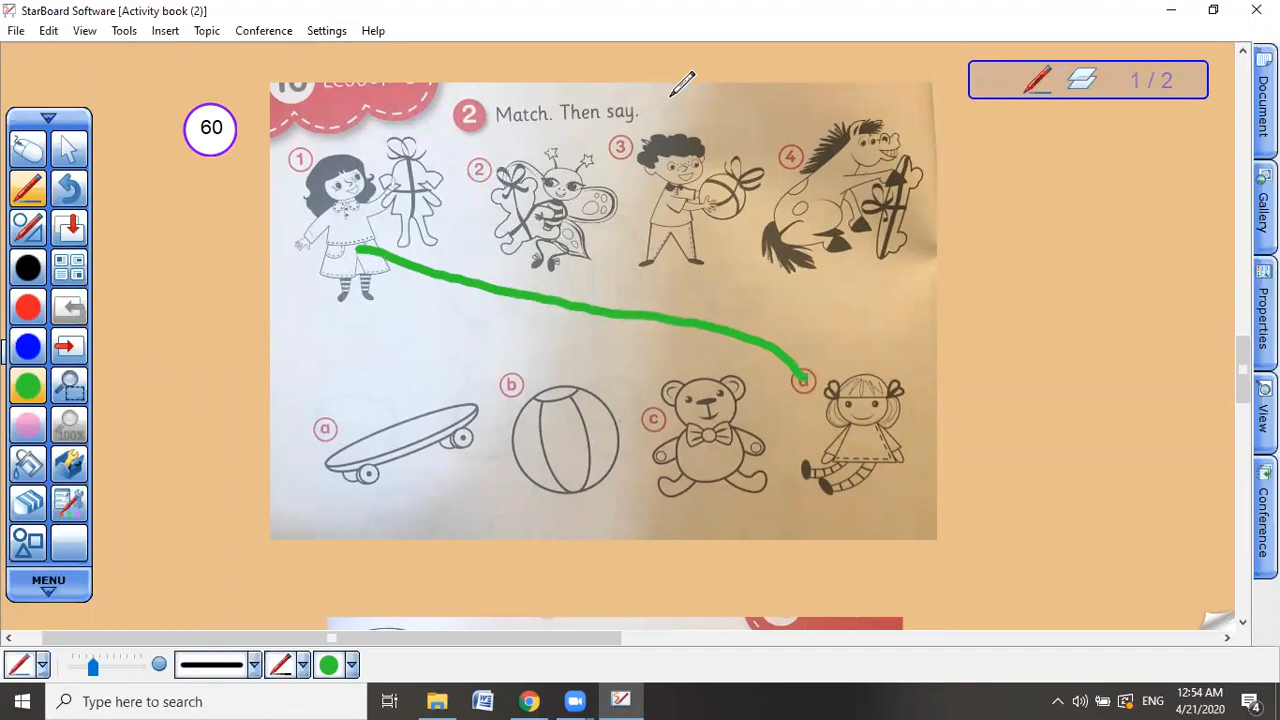 StarBoard Software [Activity book (2)]
File Edit View Tools Insert Topic Conference Settings Help
1 / 2
60
2 Match. Then say.
1
2
3
4
a
b
c
d
100%
MENU
Document
Gallery
Properties
View
Conference
Type here to search
ENG
12:54 AM
4/21/2020
4